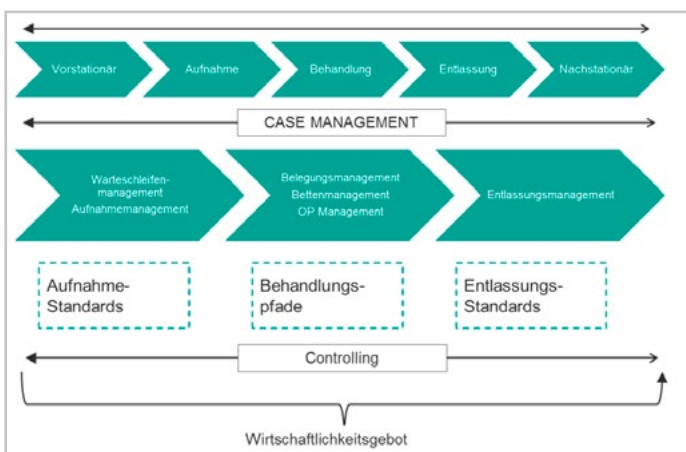 Vorstationär
Aufnahme
Behandlung
Entlassung
Nachstationär
CASE MANAGEMENT
Warteschleifen-
management
Aufnahmemanagement
Belegungsmanagement
Bettenmanagement
OP Management
Entlassungsmanagement
Aufnahme-
Standards
Behandlungs-
pfade
Entlassungs-
Standards
Controlling
Wirtschaftlichkeitsgebot